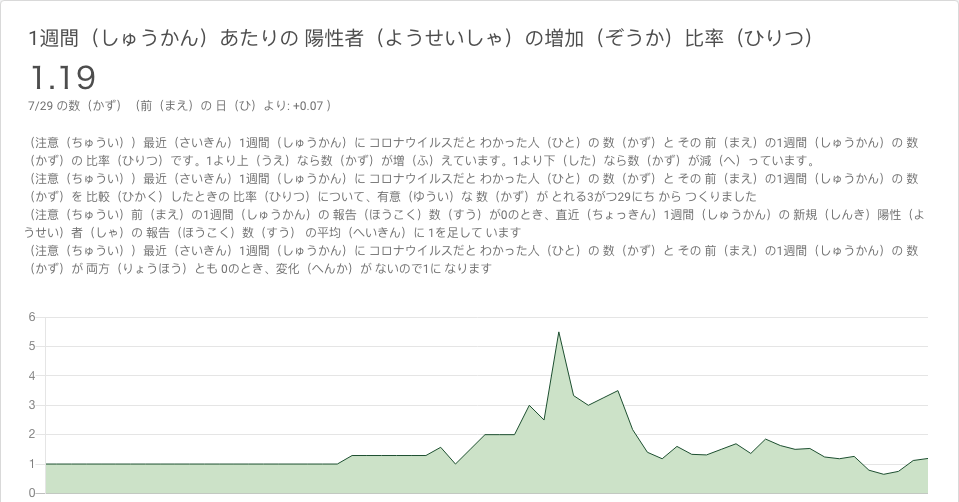 1週間（しゅうかん）あたりの 陽性者（ようせいしゃ）の増加（ぞうか）比率（ひりつ）
1.19
7/29 の数（かず）（前（まえ）の 日（ひ）より: +0.07 ）
（注意（ちゅうい））最近（さいきん）1週間（しゅうかん）に コロナウイルスだと わかった人（ひと）の 数（かず）と その 前（まえ）の1週間（しゅうかん）の 数
（かず）の 比率（ひりつ）です。1より上（うえ）なら数（かず）が増（ふ）えています。1より下（した）なら数（かず）が減（へ）っています。
（注意（ちゅうい））最近（さいきん）1週間（しゅうかん）に コロナウイルスだと わかった人（ひと）の 数（かず）と その 前（まえ）の1週間（しゅうかん）の 数
（かず）を 比較（ひかく）したときの 比率（ひりつ）について、有意（ゆうい）な 数（かず）が とれる3がつ29にち から つくりました
（注意（ちゅうい）前（まえ）の1週間（しゅうかん）の 報告（ほうこく）数（すう）が0のとき、直近（ちょっきん）1週間（しゅうかん）の 新規（しんき）陽性（よ
うせい）者（しゃ）の 報告（ほうこく）数（すう） の平均（へいきん）に 1を足して います
（注意（ちゅうい））最近（さいきん）1週間（しゅうかん）に コロナウイルスだと わかった人（ひと）の 数（かず）と その 前（まえ）の1週間（しゅうかん）の 数
（かず）が 両方（りょうほう）とも 0のとき、変化（へんか）が ないので1に なります
6
5
4
3
2
1
0